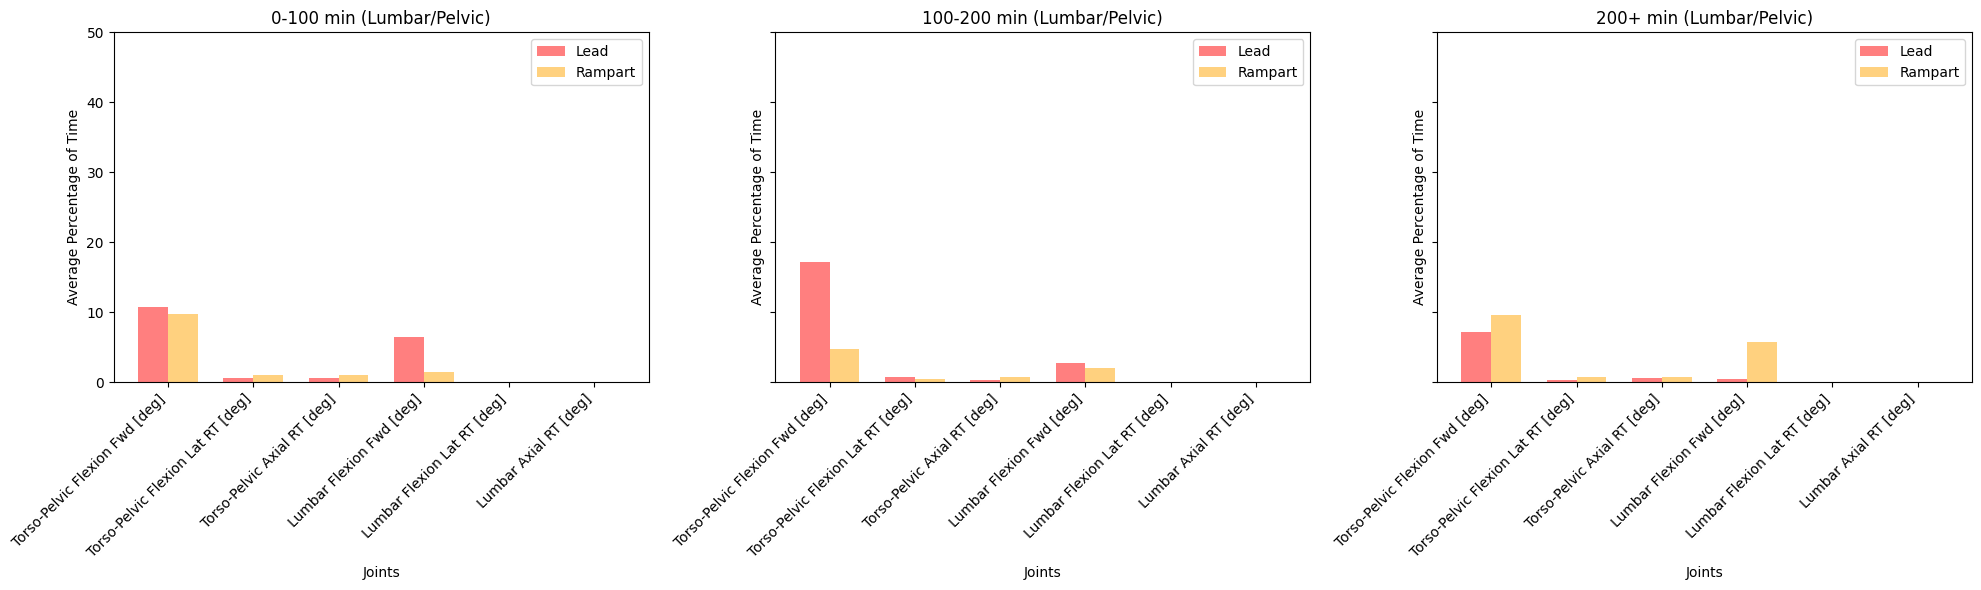 0-100 min (Lumbar/Pelvic)
Average Percentage of Time
50
40
30
20
10
0
Lead
Rampart
Torso-Pelvic Flexion Fwd [deg]
Torso-Pelvic Flexion Lat RT [deg]
Torso-Pelvic Axial RT [deg]
Lumbar Flexion Fwd [deg]
Lumbar Flexion Lat RT [deg]
Lumbar Axial RT [deg]
Joints
100-200 min (Lumbar/Pelvic)
Average Percentage of Time
Lead
Rampart
Torso-Pelvic Flexion Fwd [deg]
Torso-Pelvic Flexion Lat RT [deg]
Torso-Pelvic Axial RT [deg]
Lumbar Flexion Fwd [deg]
Lumbar Flexion Lat RT [deg]
Lumbar Axial RT [deg]
Joints
200+ min (Lumbar/Pelvic)
Average Percentage of Time
Lead
Rampart
Torso-Pelvic Flexion Fwd [deg]
Torso-Pelvic Flexion Lat RT [deg]
Torso-Pelvic Axial RT [deg]
Lumbar Flexion Fwd [deg]
Lumbar Flexion Lat RT [deg]
Lumbar Axial RT [deg]
Joints